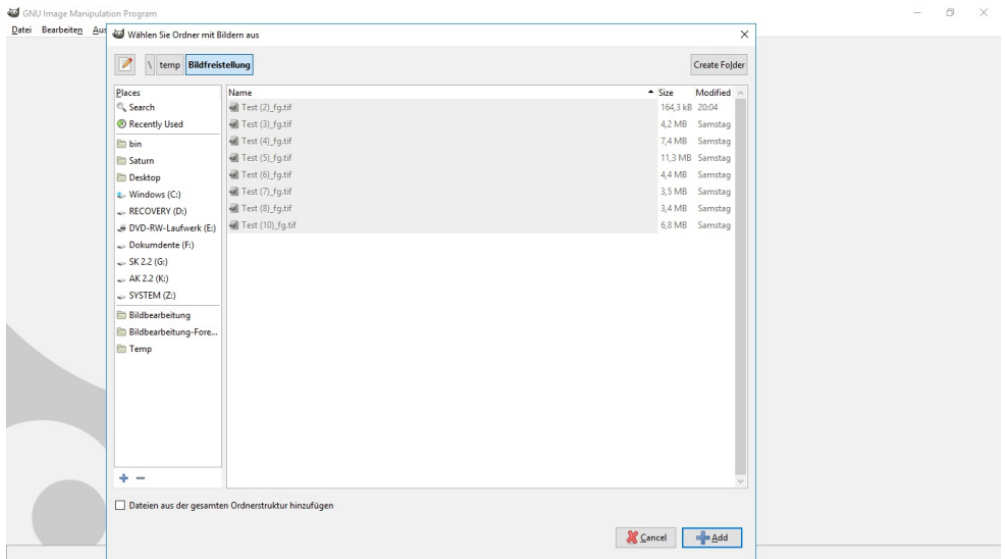 GNU Image Manipulation Program
Datei Bearbeiten Aus
Wählen Sie Ordner mit Bildern aus
\ temp Bildfreistellung Create Folder
Places Name Size Modified
Search Test (2)_fg.tif 164,3 kB 20:04
Recently Used Test (3)_fg.tif 4,2 MB Samstag
bin Test (4)_fg.tif 7,4 MB Samstag
Saturn Test (5)_fg.tif 11,3 MB Samstag
Desktop Test (6)_fg.tif 4,4 MB Samstag
Windows (C:) Test (7)_fg.tif 3,5 MB Samstag
RECOVERY (D:) Test (8)_fg.tif 3,4 MB Samstag
DVD-RW-Laufwerk (E:) Test (10)_fg.tif 6,8 MB Samstag
Dokumdente (F:)
SK 2.2 (G:)
AK 2.2 (K:)
SYSTEM (Z:)
Bildbearbeitung
Bildbearbeitung-Fore...
Temp
Dateien aus der gesamten Ordnerstruktur hinzufügen
Cancel Add